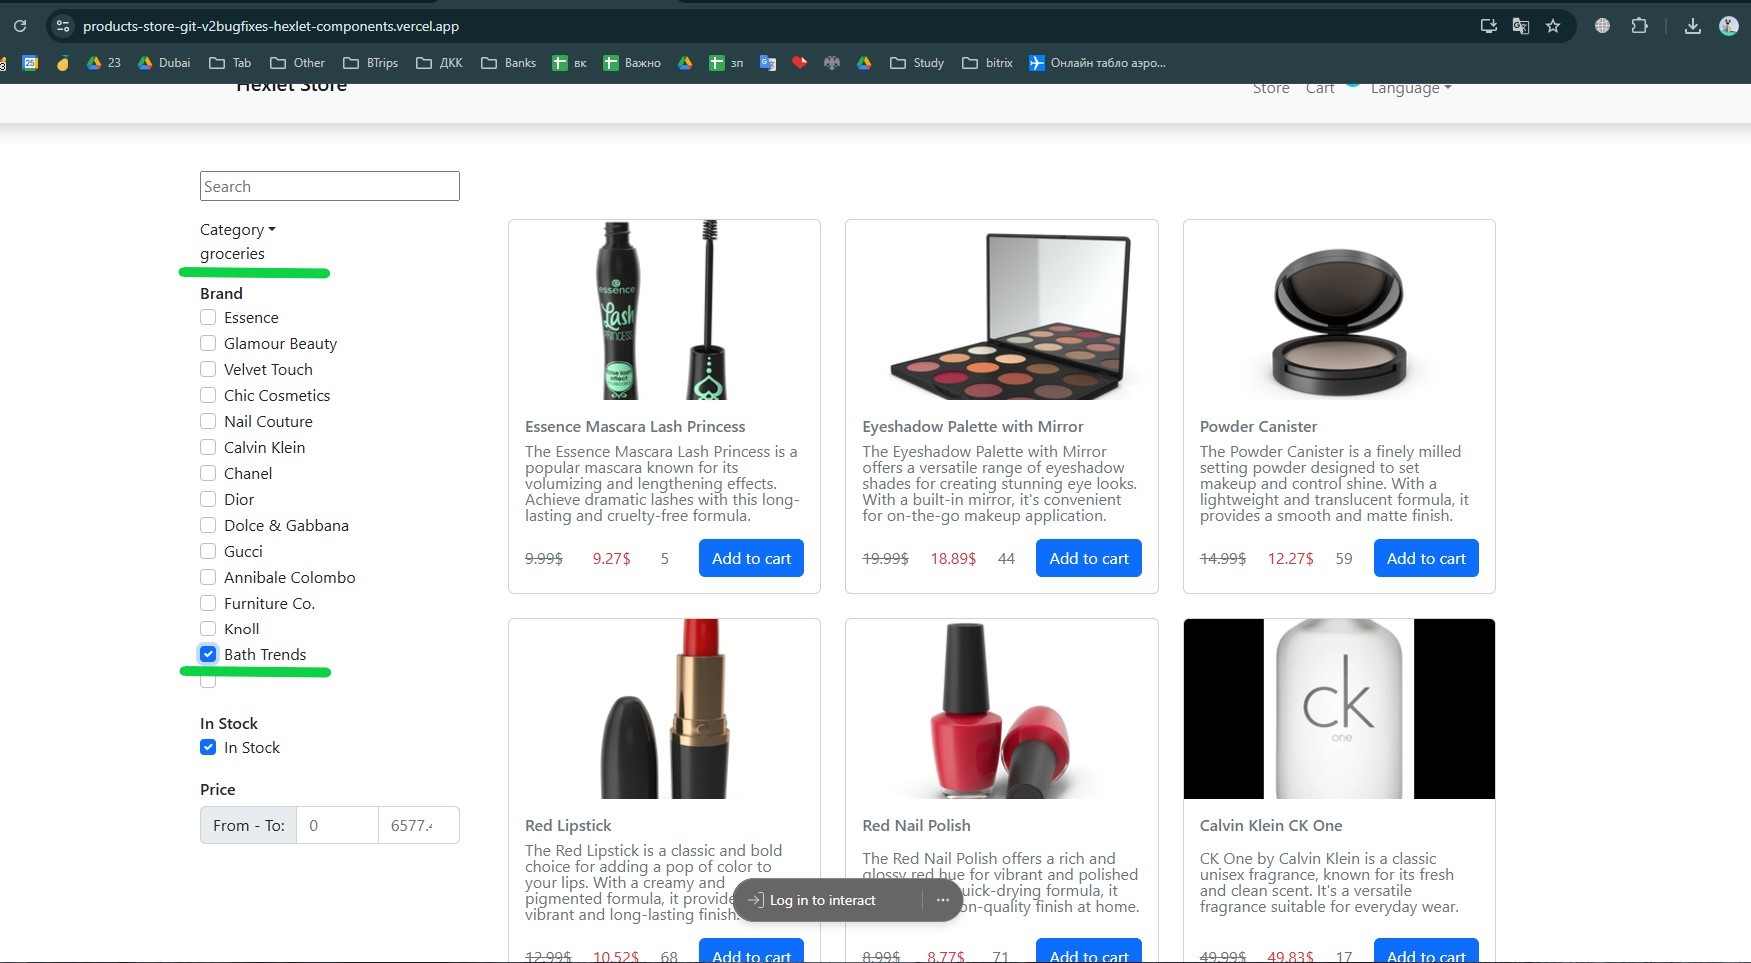 products-store-git-v2bugfixes-hexlet-components.vercel.app
23
Dubai
Tab
Other
BTrips
ДКК
Banks
вк
Важно
зп
Study
bitrix
Онлайн табло аэро...
Hexlet Store
Store
Cart
Language
Search
Category
groceries
Brand
Essence
Glamour Beauty
Velvet Touch
Chic Cosmetics
Nail Couture
Calvin Klein
Chanel
Dior
Dolce & Gabbana
Gucci
Annibale Colombo
Furniture Co.
Knoll
Bath Trends
In Stock
In Stock
Price
From - To:
0
6577.4
essence
Lash
PRINCESS
false lash
effect
Essence Mascara Lash Princess
The Essence Mascara Lash Princess is a
popular mascara known for its
volumizing and lengthening effects.
Achieve dramatic lashes with this long-
lasting and cruelty-free formula.
9.99$ 9.27$ 5 Add to cart
Eyeshadow Palette with Mirror
The Eyeshadow Palette with Mirror
offers a versatile range of eyeshadow
shades for creating stunning eye looks.
With a built-in mirror, it's convenient
for on-the-go makeup application.
19.99$ 18.89$ 44 Add to cart
Powder Canister
The Powder Canister is a finely milled
setting powder designed to set
makeup and control shine. With a
lightweight and translucent formula, it
provides a smooth and matte finish.
14.99$ 12.27$ 59 Add to cart
Red Lipstick
The Red Lipstick is a classic and bold
choice for adding a pop of color to
your lips. With a creamy and
pigmented formula, it provide
vibrant and long-lasting finish.
12.99$ 10.52$ 68 Add to cart
Red Nail Polish
The Red Nail Polish offers a rich and
glossy red hue for vibrant and polished
quick-drying formula, it
on-quality finish at home.
8.99$ 8.77$ 71 Add to cart
ck
one
Calvin Klein CK One
CK One by Calvin Klein is a classic
unisex fragrance, known for its fresh
and clean scent. It's a versatile
fragrance suitable for everyday wear.
49.99$ 49.83$ 17 Add to cart
Log in to interact